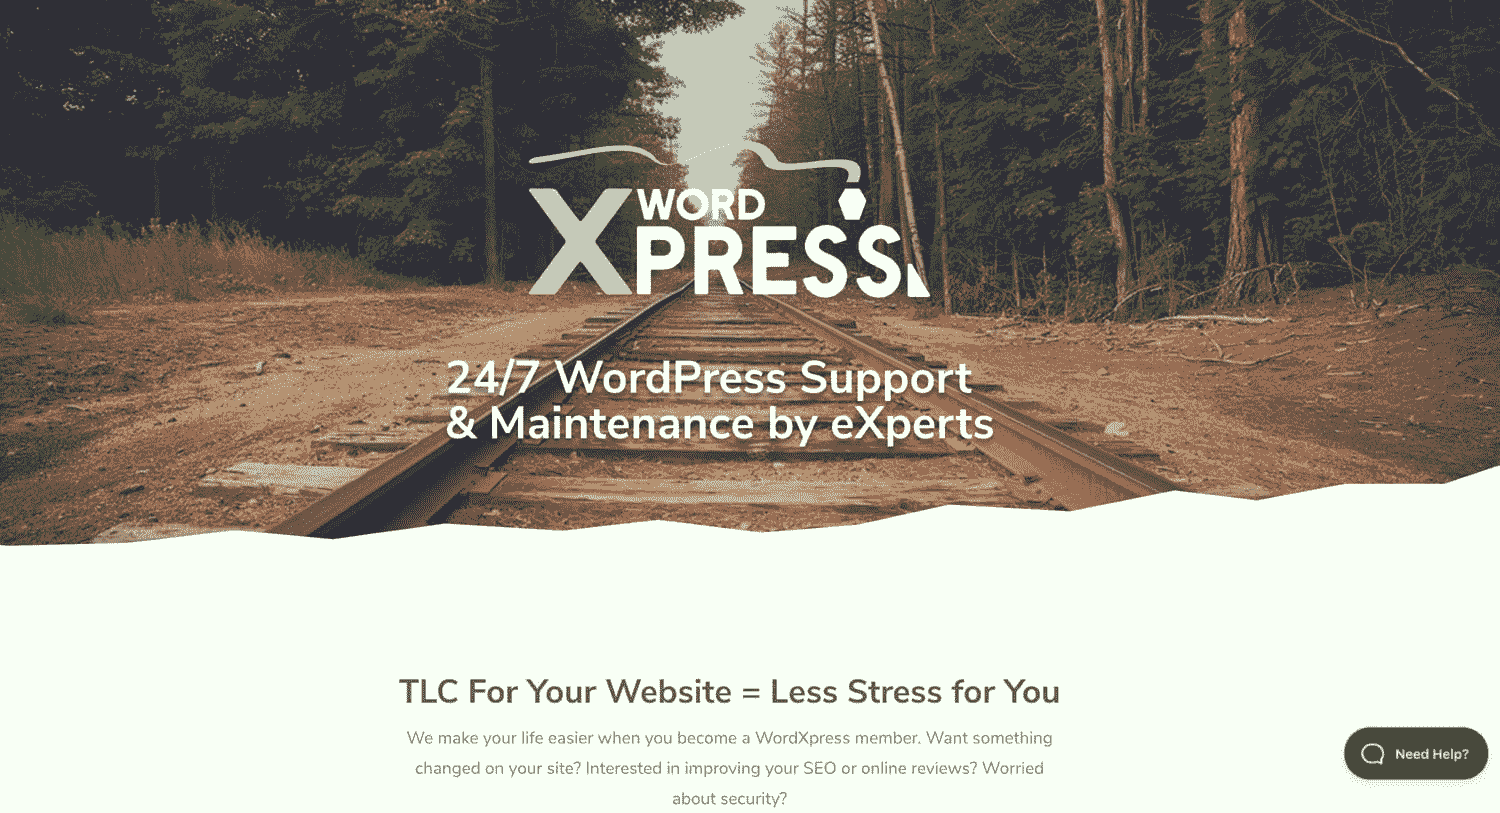 WORD
XPRESS
24/7 WordPress Support
& Maintenance by eXperts
TLC For Your Website = Less Stress for You
We make your life easier when you become a WordXpress member. Want something
changed on your site? Interested in improving your SEO or online reviews? Worried
about security?
Need Help?